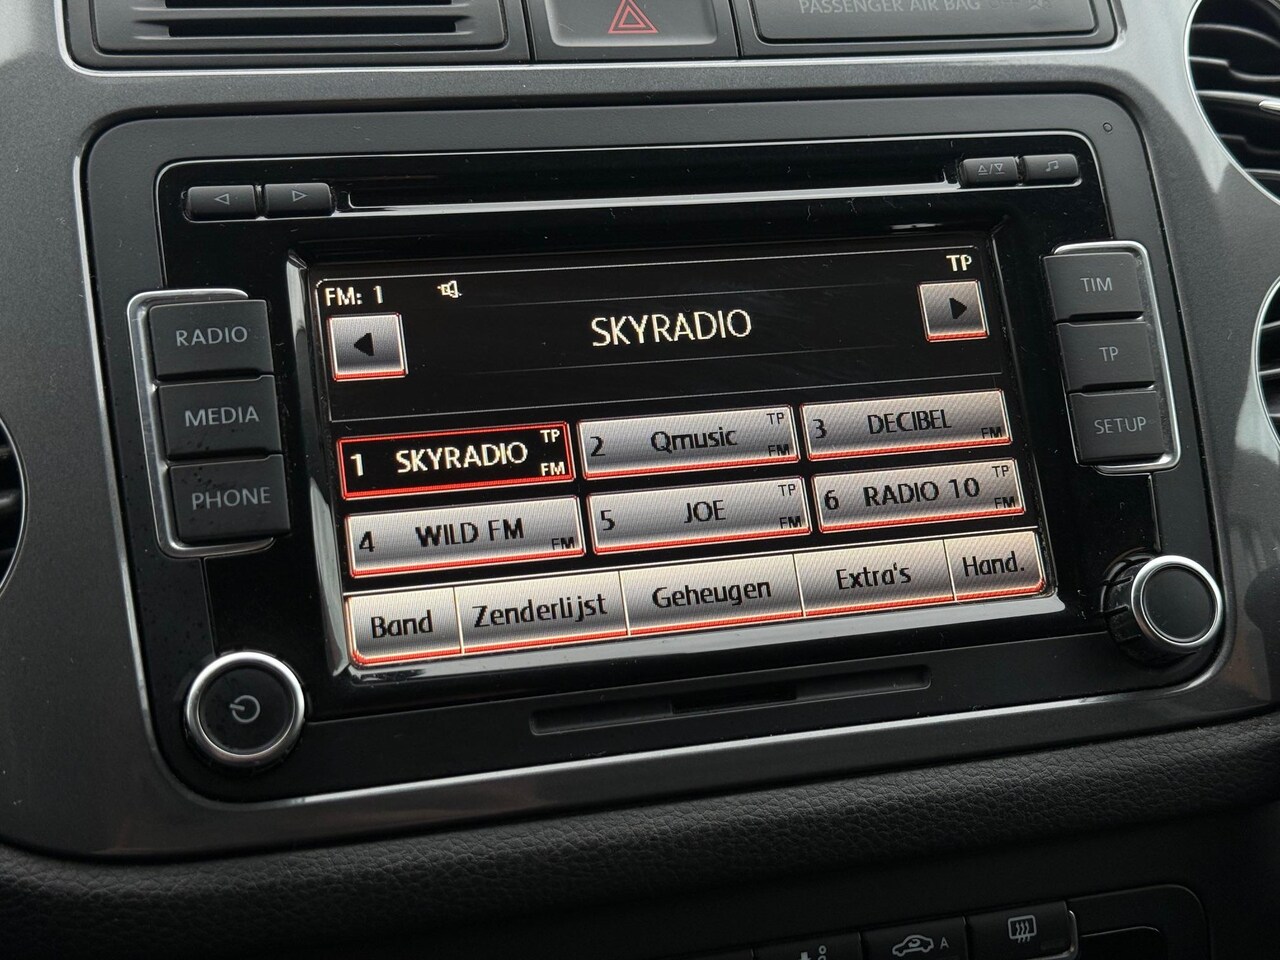 PASSENGER AIR BAG
RADIO
MEDIA
PHONE
TIM
TP
SETUP
FM: 1
TP
SKYRADIO
1 SKYRADIO TP FM
2 Qmusic TP FM
3 DECIBEL FM
4 WILD FM FM
5 JOE TP FM
6 RADIO 10 TP FM
Band Zenderlijst Geheugen Extra's Hand.
A